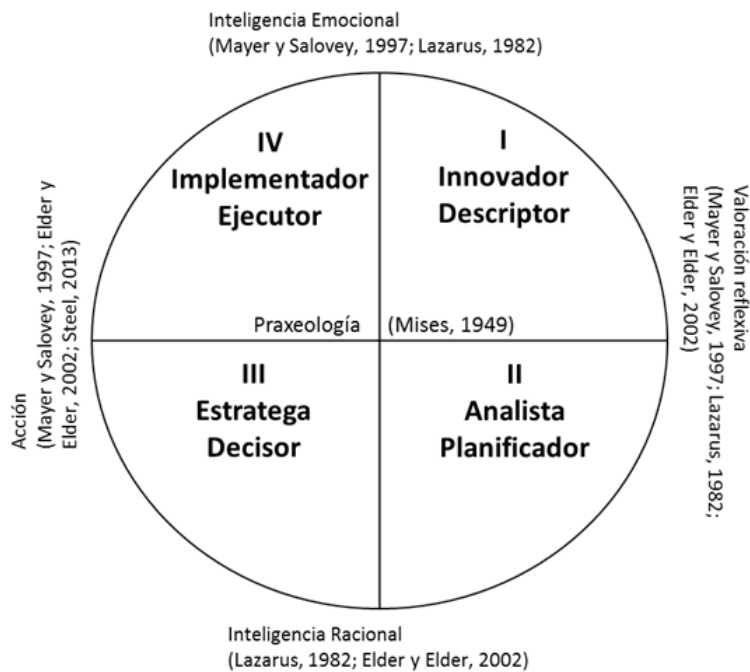 Inteligencia Emocional
(Mayer y Salovey, 1997; Lazarus, 1982)
IV
Implementador
Ejecutor
I
Innovador
Descriptor
Acción
(Mayer y Salovey, 1997; Elder y
Elder, 2002; Steel, 2013)
Valoración reflexiva
(Mayer y Salovey, 1997; Lazarus, 1982;
Elder y Elder, 2002)
Praxeología (Mises, 1949)
III
Estratega
Decisor
II
Analista
Planificador
Inteligencia Racional
(Lazarus, 1982; Elder y Elder, 2002)